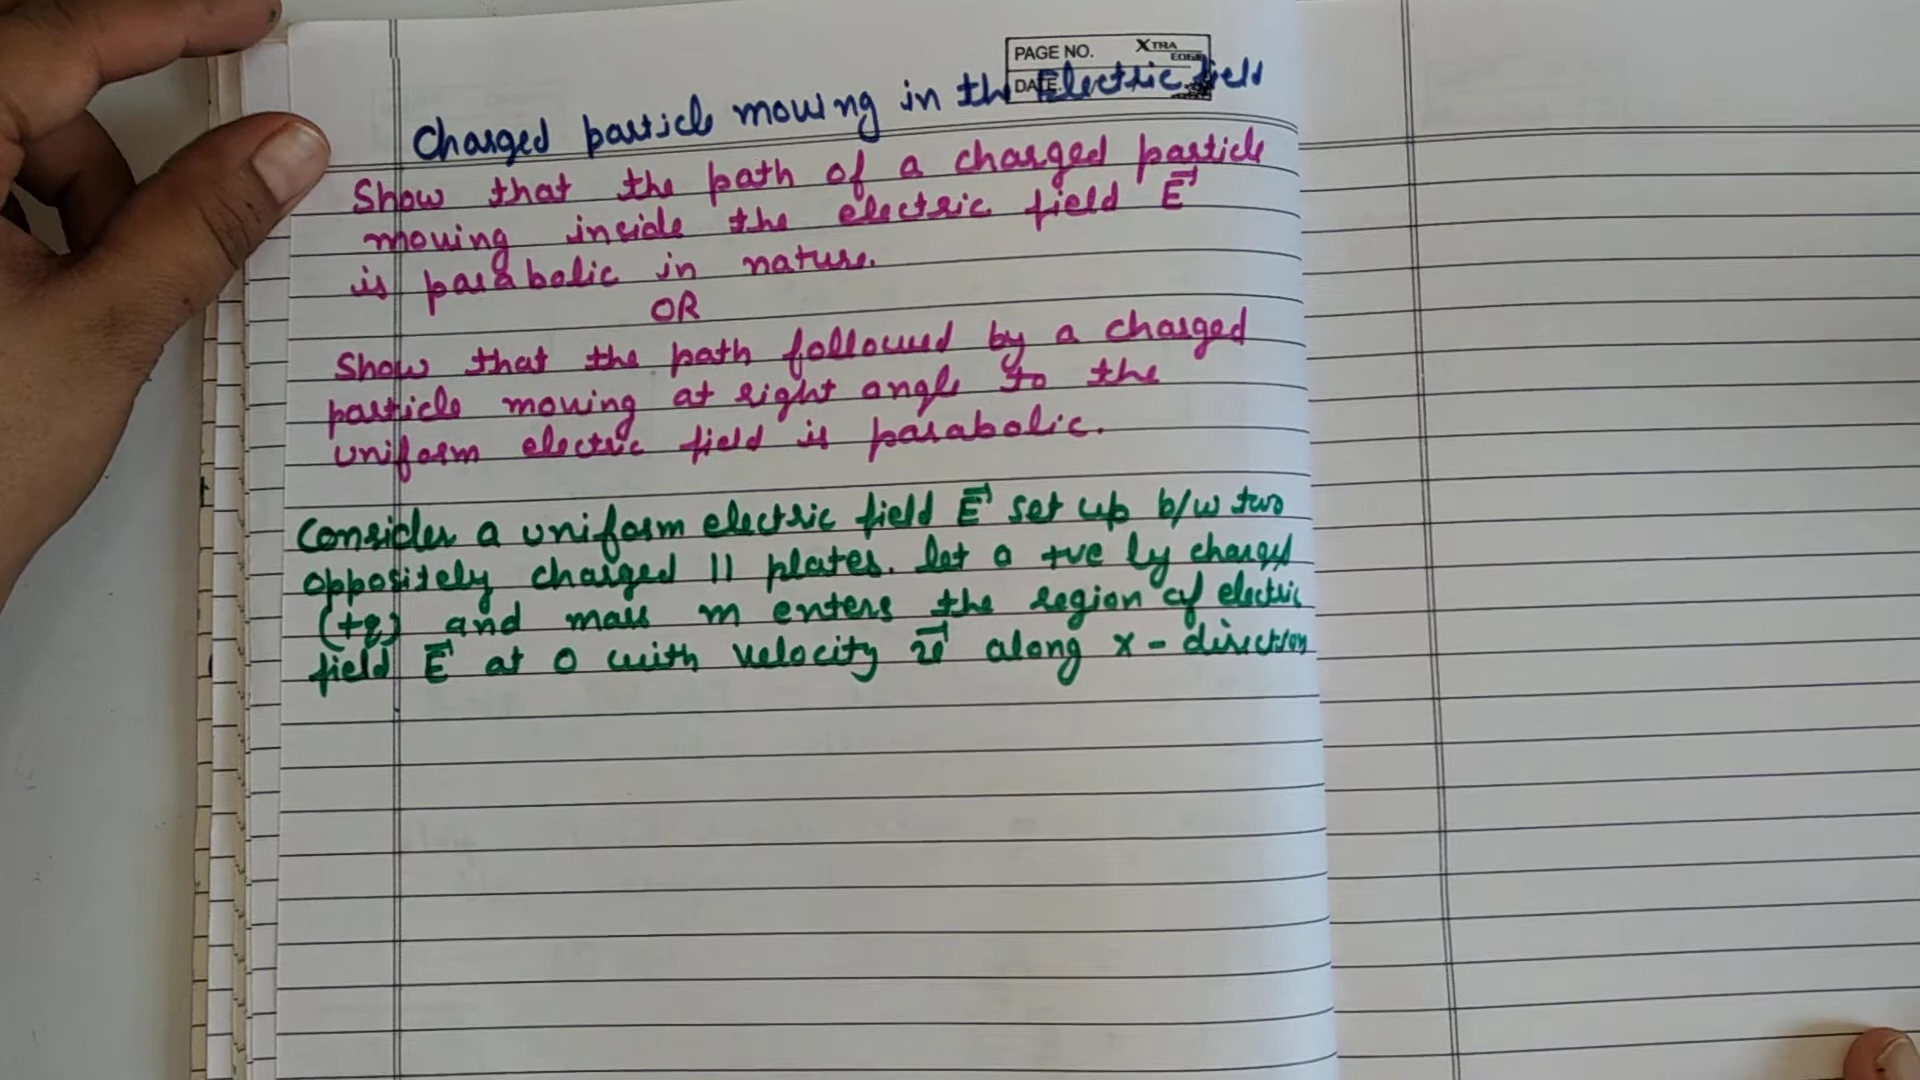 PAGE NO.
XTRA EDGE
DATE
Charged particle moving in the Electric field
Show that the path of a charged particle
moving inside the electric field E⃗
is parabolic in nature.
OR
Show that the path followed by a charged
particle moving at right angle to the
uniform electric field is parabolic.
Consider a uniform electric field E⃗ set up b/w two
oppositely charged || plates. let a +ve ly charged
(+q) and mass m enters the region of electric
field E⃗ at O with velocity v⃗ along x - direction